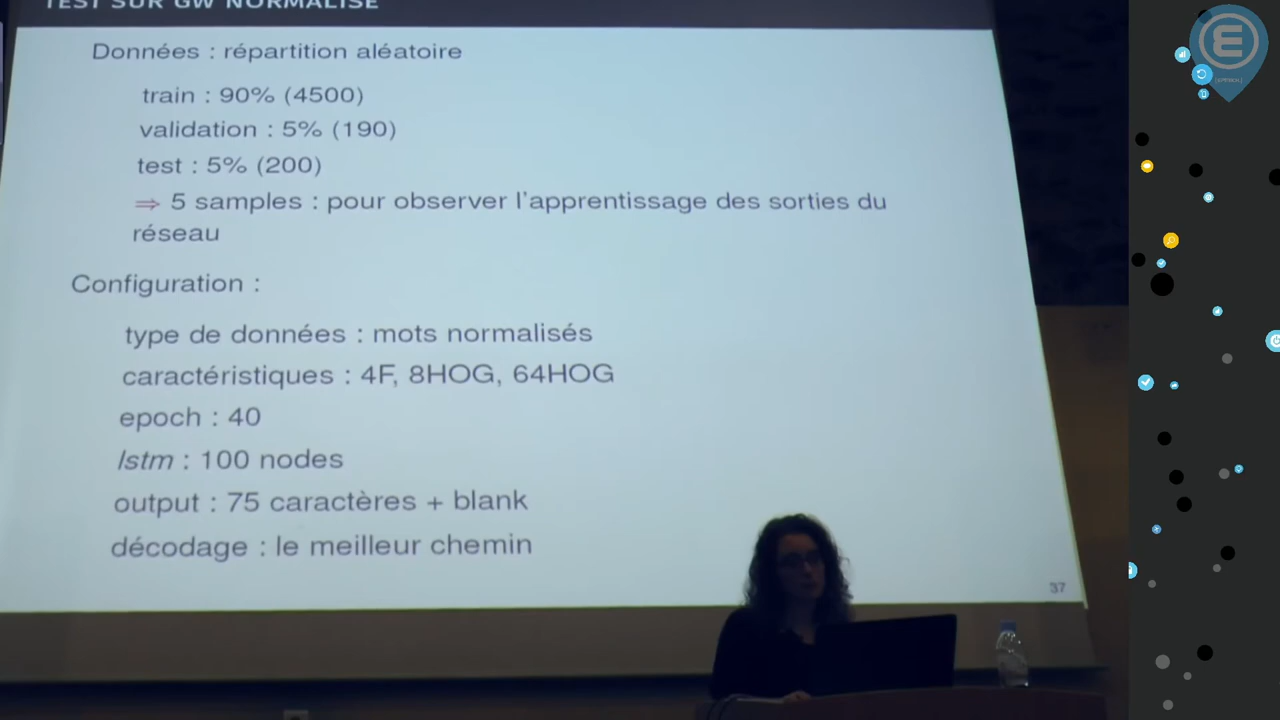 TEST SUR GW NORMALISÉ
Données : répartition aléatoire
train : 90% (4500)
validation : 5% (190)
test : 5% (200)
⇒ 5 samples : pour observer l'apprentissage des sorties du
réseau
Configuration :
type de données : mots normalisés
caractéristiques : 4F, 8HOG, 64HOG
epoch : 40
lstm : 100 nodes
output : 75 caractères + blank
décodage : le meilleur chemin
37